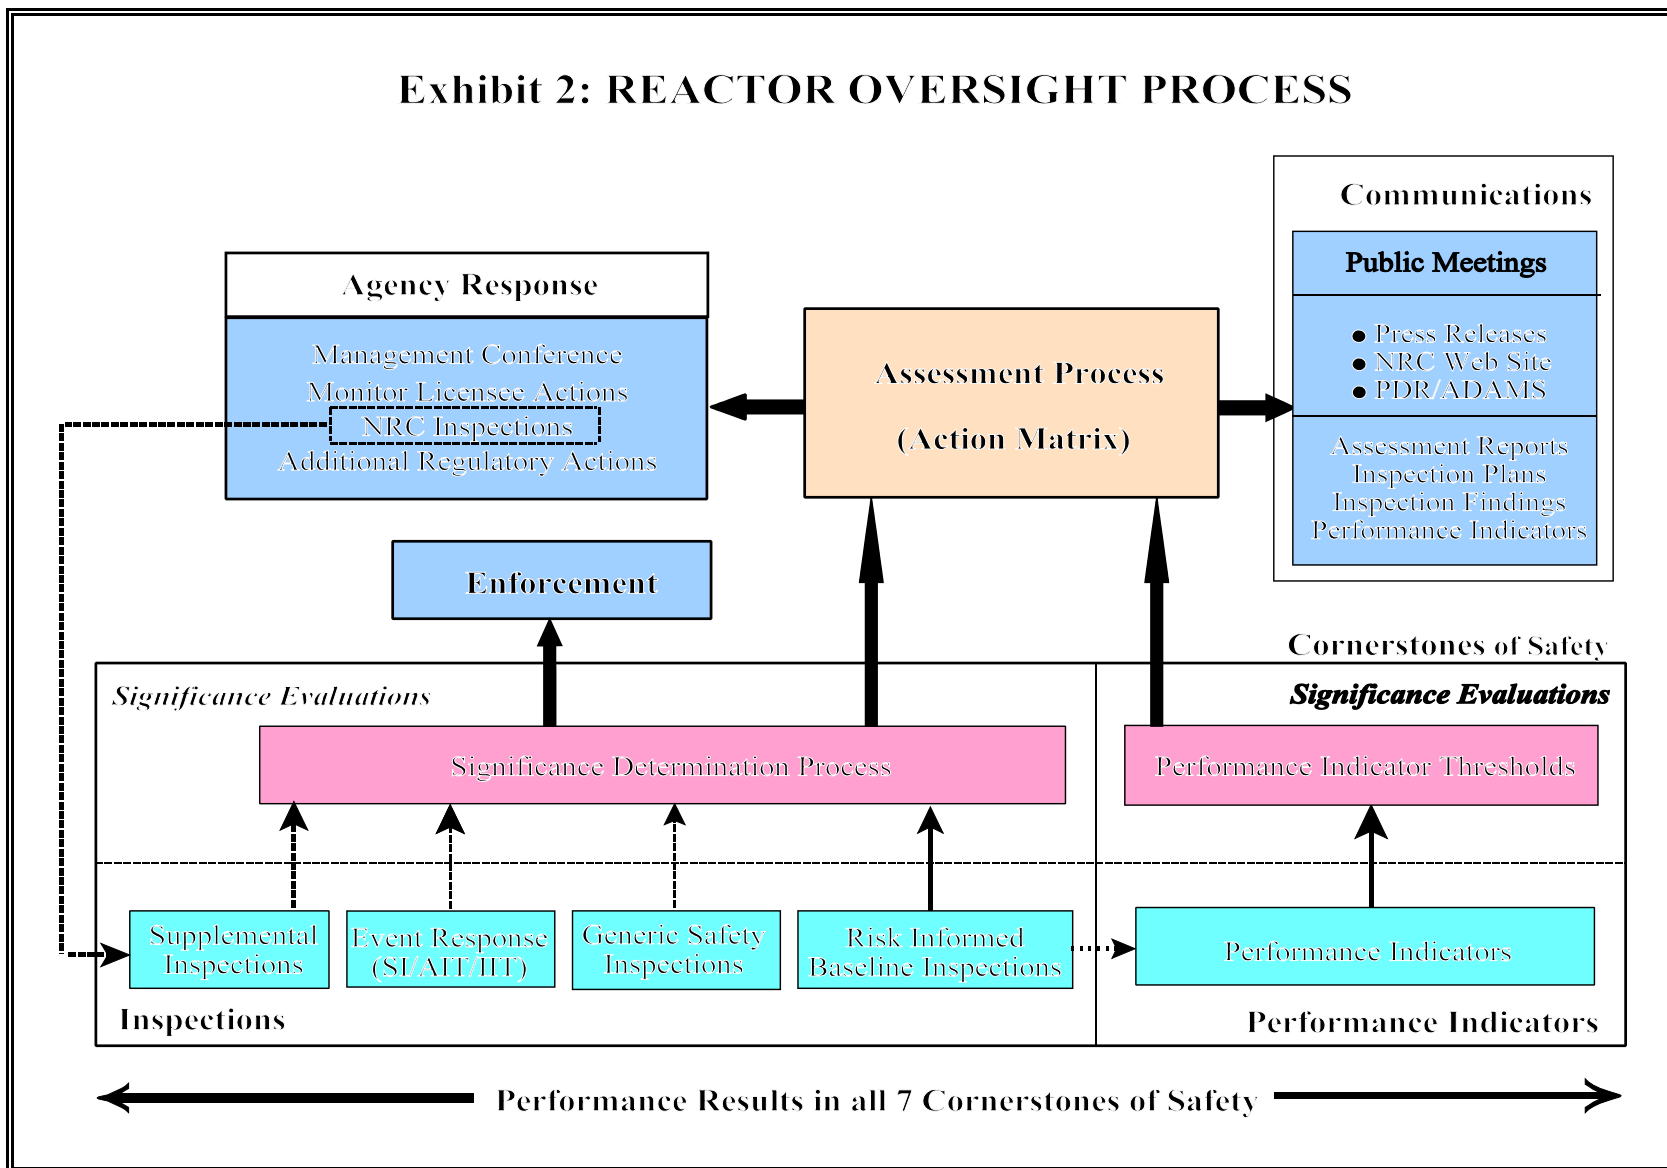 Exhibit 2: REACTOR OVERSIGHT PROCESS
Communications
Public Meetings
● Press Releases
● NRC Web Site
● PDR/ADAMS
Assessment Reports
Inspection Plans
Inspection Findings
Performance Indicators
Agency Response
Management Conference
Monitor Licensee Actions
NRC Inspections
Additional Regulatory Actions
Assessment Process
(Action Matrix)
Enforcement
Cornerstones of Safety
Significance Evaluations
Significance Evaluations
Significance Determination Process
Performance Indicator Thresholds
Supplemental
Inspections
Event Response
(SI/AIT/IIT)
Generic Safety
Inspections
Risk Informed
Baseline Inspections
Performance Indicators
Inspections
Performance Indicators
Performance Results in all 7 Cornerstones of Safety